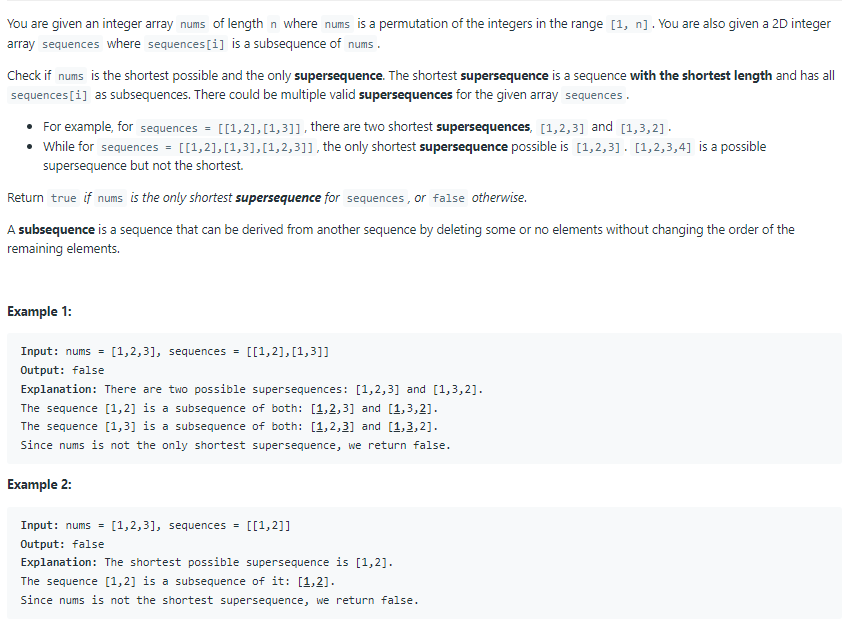 You are given an integer array nums of length n where nums is a permutation of the integers in the range [1, n]. You are also given a 2D integer
array sequences where sequences[i] is a subsequence of nums.
Check if nums is the shortest possible and the only supersequence. The shortest supersequence is a sequence with the shortest length and has all
sequences[i] as subsequences. There could be multiple valid supersequences for the given array sequences.
• For example, for sequences = [[1,2],[1,3]], there are two shortest supersequences, [1,2,3] and [1,3,2].
• While for sequences = [[1,2],[1,3],[1,2,3]], the only shortest supersequence possible is [1,2,3]. [1,2,3,4] is a possible
supersequence but not the shortest.
Return true if nums is the only shortest supersequence for sequences, or false otherwise.
A subsequence is a sequence that can be derived from another sequence by deleting some or no elements without changing the order of the
remaining elements.
Example 1:
Input: nums = [1,2,3], sequences = [[1,2],[1,3]]
Output: false
Explanation: There are two possible supersequences: [1,2,3] and [1,3,2].
The sequence [1,2] is a subsequence of both: [1,2,3] and [1,3,2].
The sequence [1,3] is a subsequence of both: [1,2,3] and [1,3,2].
Since nums is not the only shortest supersequence, we return false.
Example 2:
Input: nums = [1,2,3], sequences = [[1,2]]
Output: false
Explanation: The shortest possible supersequence is [1,2].
The sequence [1,2] is a subsequence of it: [1,2].
Since nums is not the shortest supersequence, we return false.